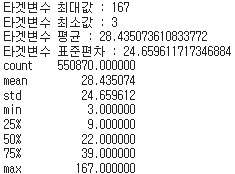 타겟변수 최대값 : 167
타겟변수 최소값 : 3
타겟변수 평균 : 28.435073610833772
타겟변수 표준편차 : 24.659611717346884
count    550870.000000
mean         28.435074
std          24.659612
min           3.000000
25%           9.000000
50%          22.000000
75%          39.000000
max         167.000000